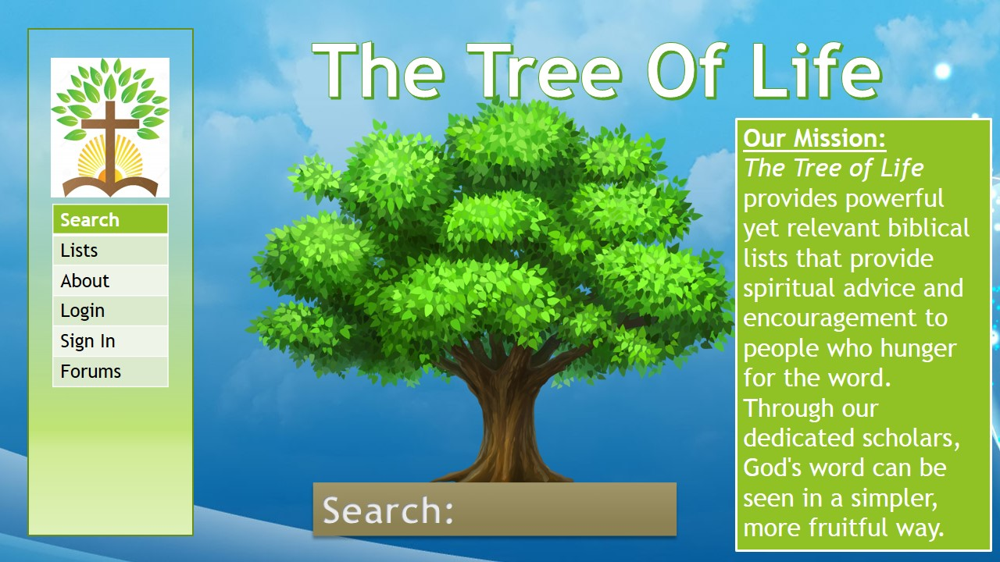 The Tree Of Life
Search
Lists
About
Login
Sign In
Forums
Our Mission:
The Tree of Life
provides powerful
yet relevant biblical
lists that provide
spiritual advice and
encouragement to
people who hunger
for the word.
Through our
dedicated scholars,
God's word can be
seen in a simpler,
more fruitful way.
Search: